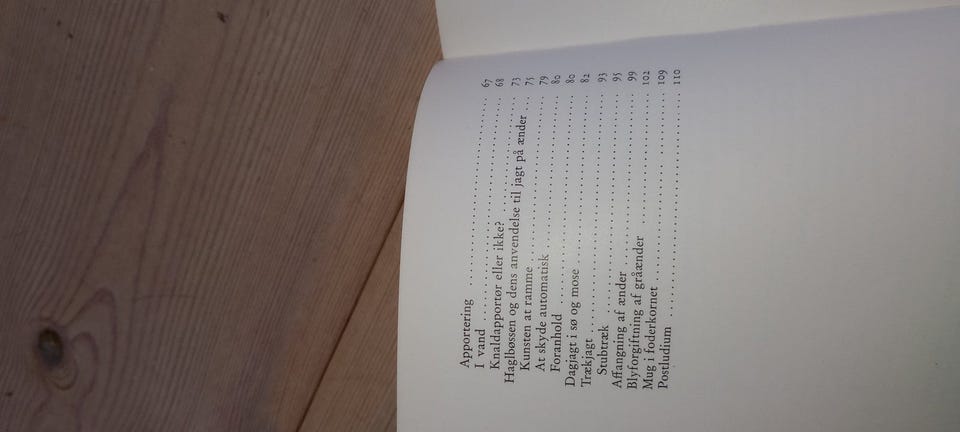 Apportering .......... 67
I vand .......... 68
Knaldapportør eller ikke? .......... 73
Haglbøssen og dens anvendelse til jagt på ænder .... 75
Kunsten at ramme .......... 79
At skyde automatisk .......... 80
Foranhold .......... 80
Dagjagt i sø og mose .......... 82
Trækjagt .......... 93
Stubtræk .......... 95
Affangning af ænder .......... 99
Blyforgiftning af gråænder .......... 102
Mug i foderkornet .......... 109
Postludium .......... 110